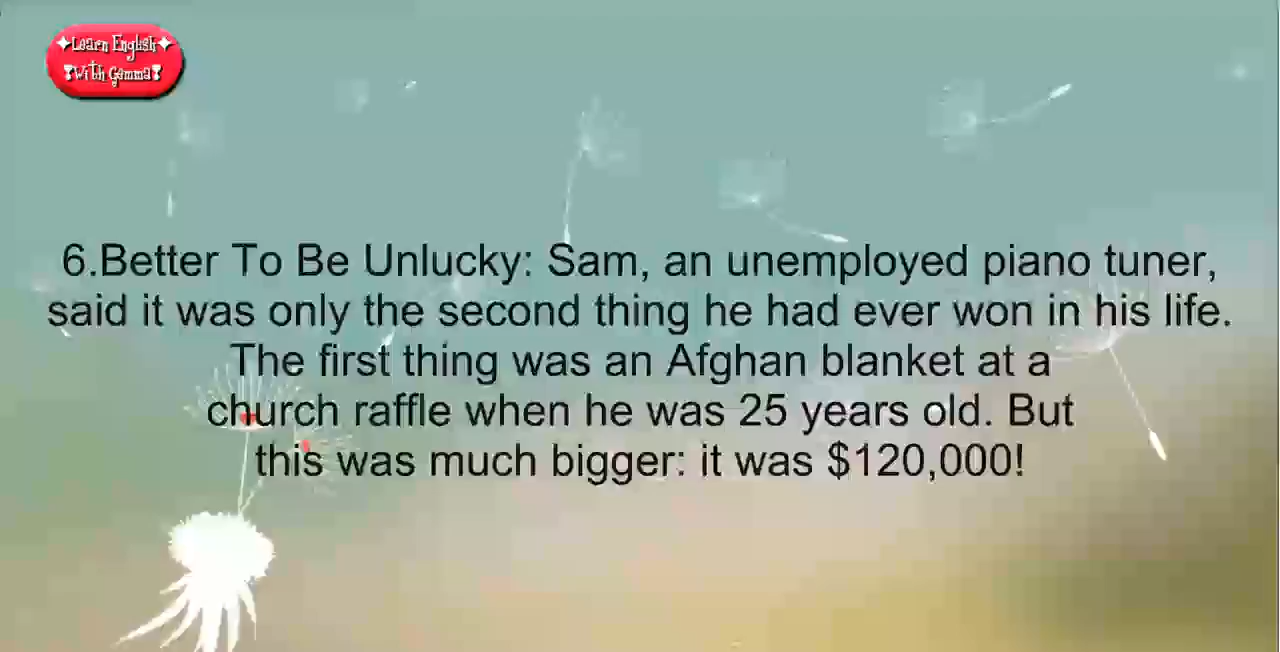 Learn English
With Gamma
6.Better To Be Unlucky: Sam, an unemployed piano tuner,
said it was only the second thing he had ever won in his life.
The first thing was an Afghan blanket at a
church raffle when he was 25 years old. But
this was much bigger: it was $120,000!